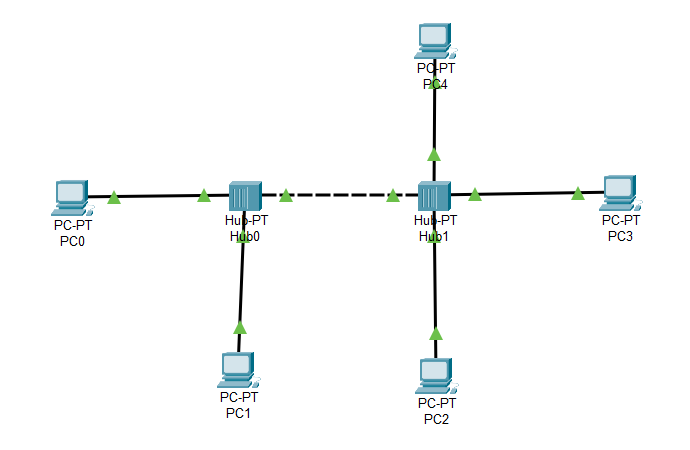 PC-PT
PC4
PC-PT
PC0
Hub-PT
Hub0
Hub-PT
Hub1
PC-PT
PC3
PC-PT
PC1
PC-PT
PC2